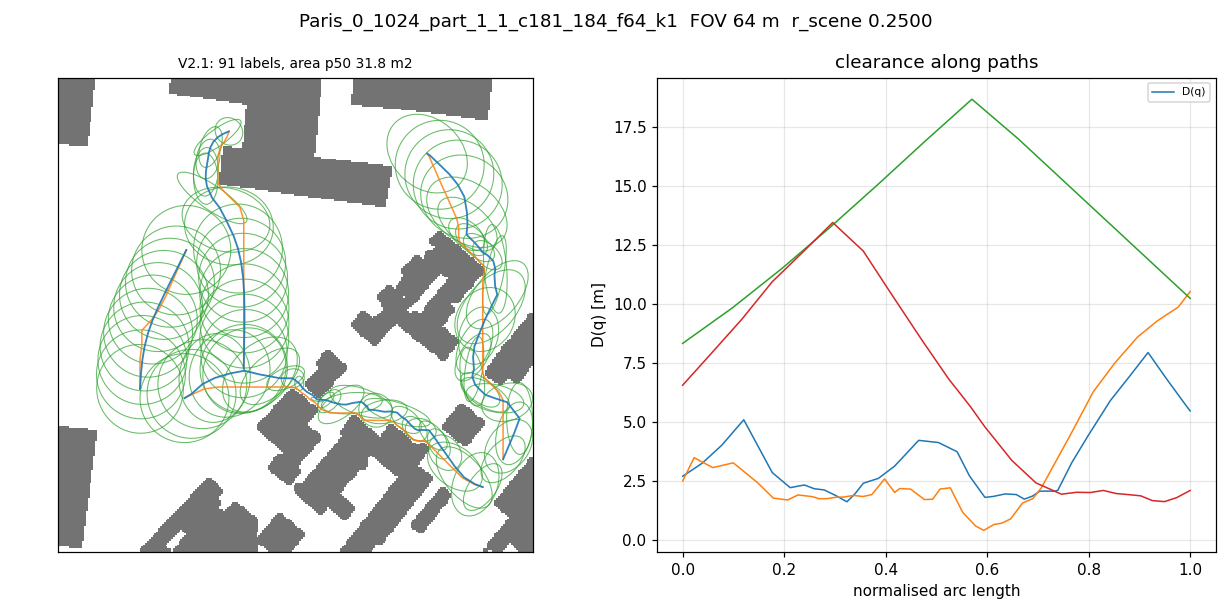 Paris_0_1024_part_1_1_c181_184_f64_k1  FOV 64 m  r_scene 0.2500
V2.1: 91 labels, area p50 31.8 m2
clearance along paths
D(q)
17.5
15.0
12.5
10.0
7.5
5.0
2.5
0.0
D(q) [m]
0.0 0.2 0.4 0.6 0.8 1.0
normalised arc length